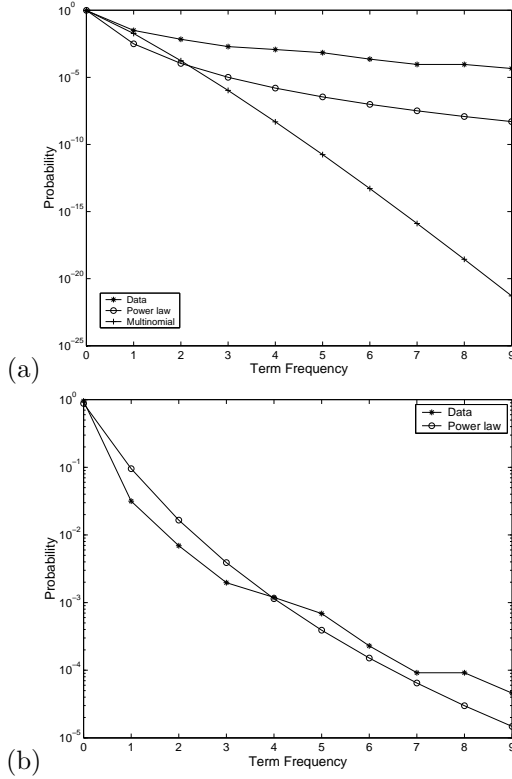 10^0
10^−5
10^−10
10^−15
10^−20
10^−25
Probability
Data
Power law
Multinomial
0 1 2 3 4 5 6 7 8 9
Term Frequency
(a)
10^0
10^−1
10^−2
10^−3
10^−4
10^−5
Probability
Data
Power law
0 1 2 3 4 5 6 7 8 9
Term Frequency
(b)